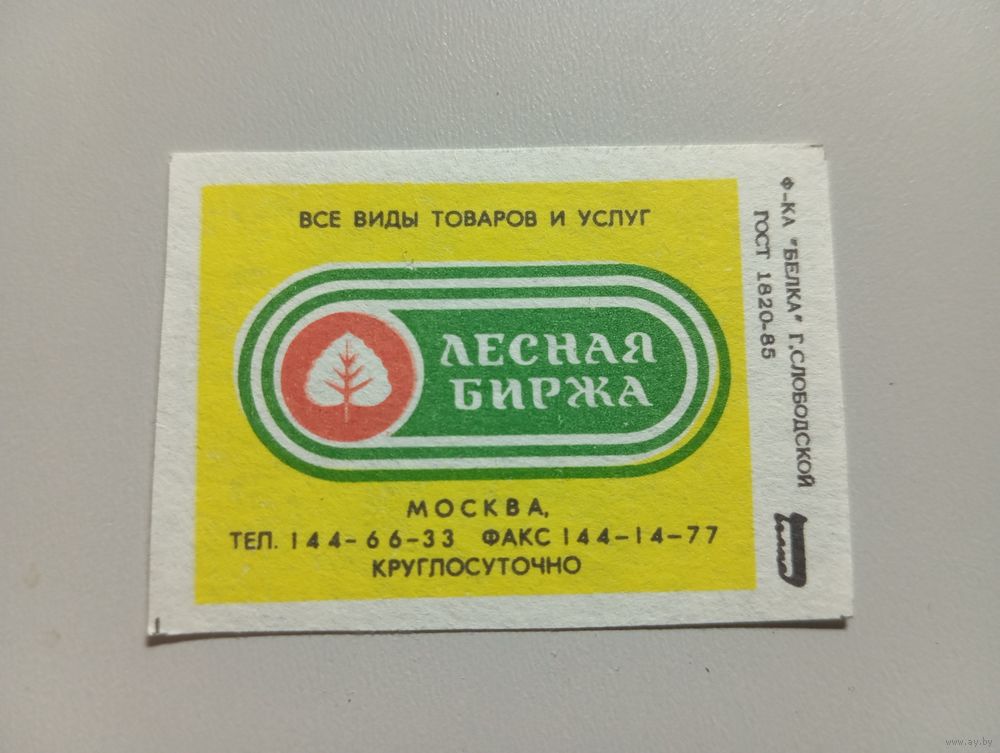 ВСЕ ВИДЫ ТОВАРОВ И УСЛУГ
ЛЕСНАЯ
БИРЖА
МОСКВА,
ТЕЛ. 144-66-33 ФАКС 144-14-77
КРУГЛОСУТОЧНО
Ф-КА "БЕЛКА" Г.СЛОБОДСКОЙ
ГОСТ 1820-85
www.ay.by